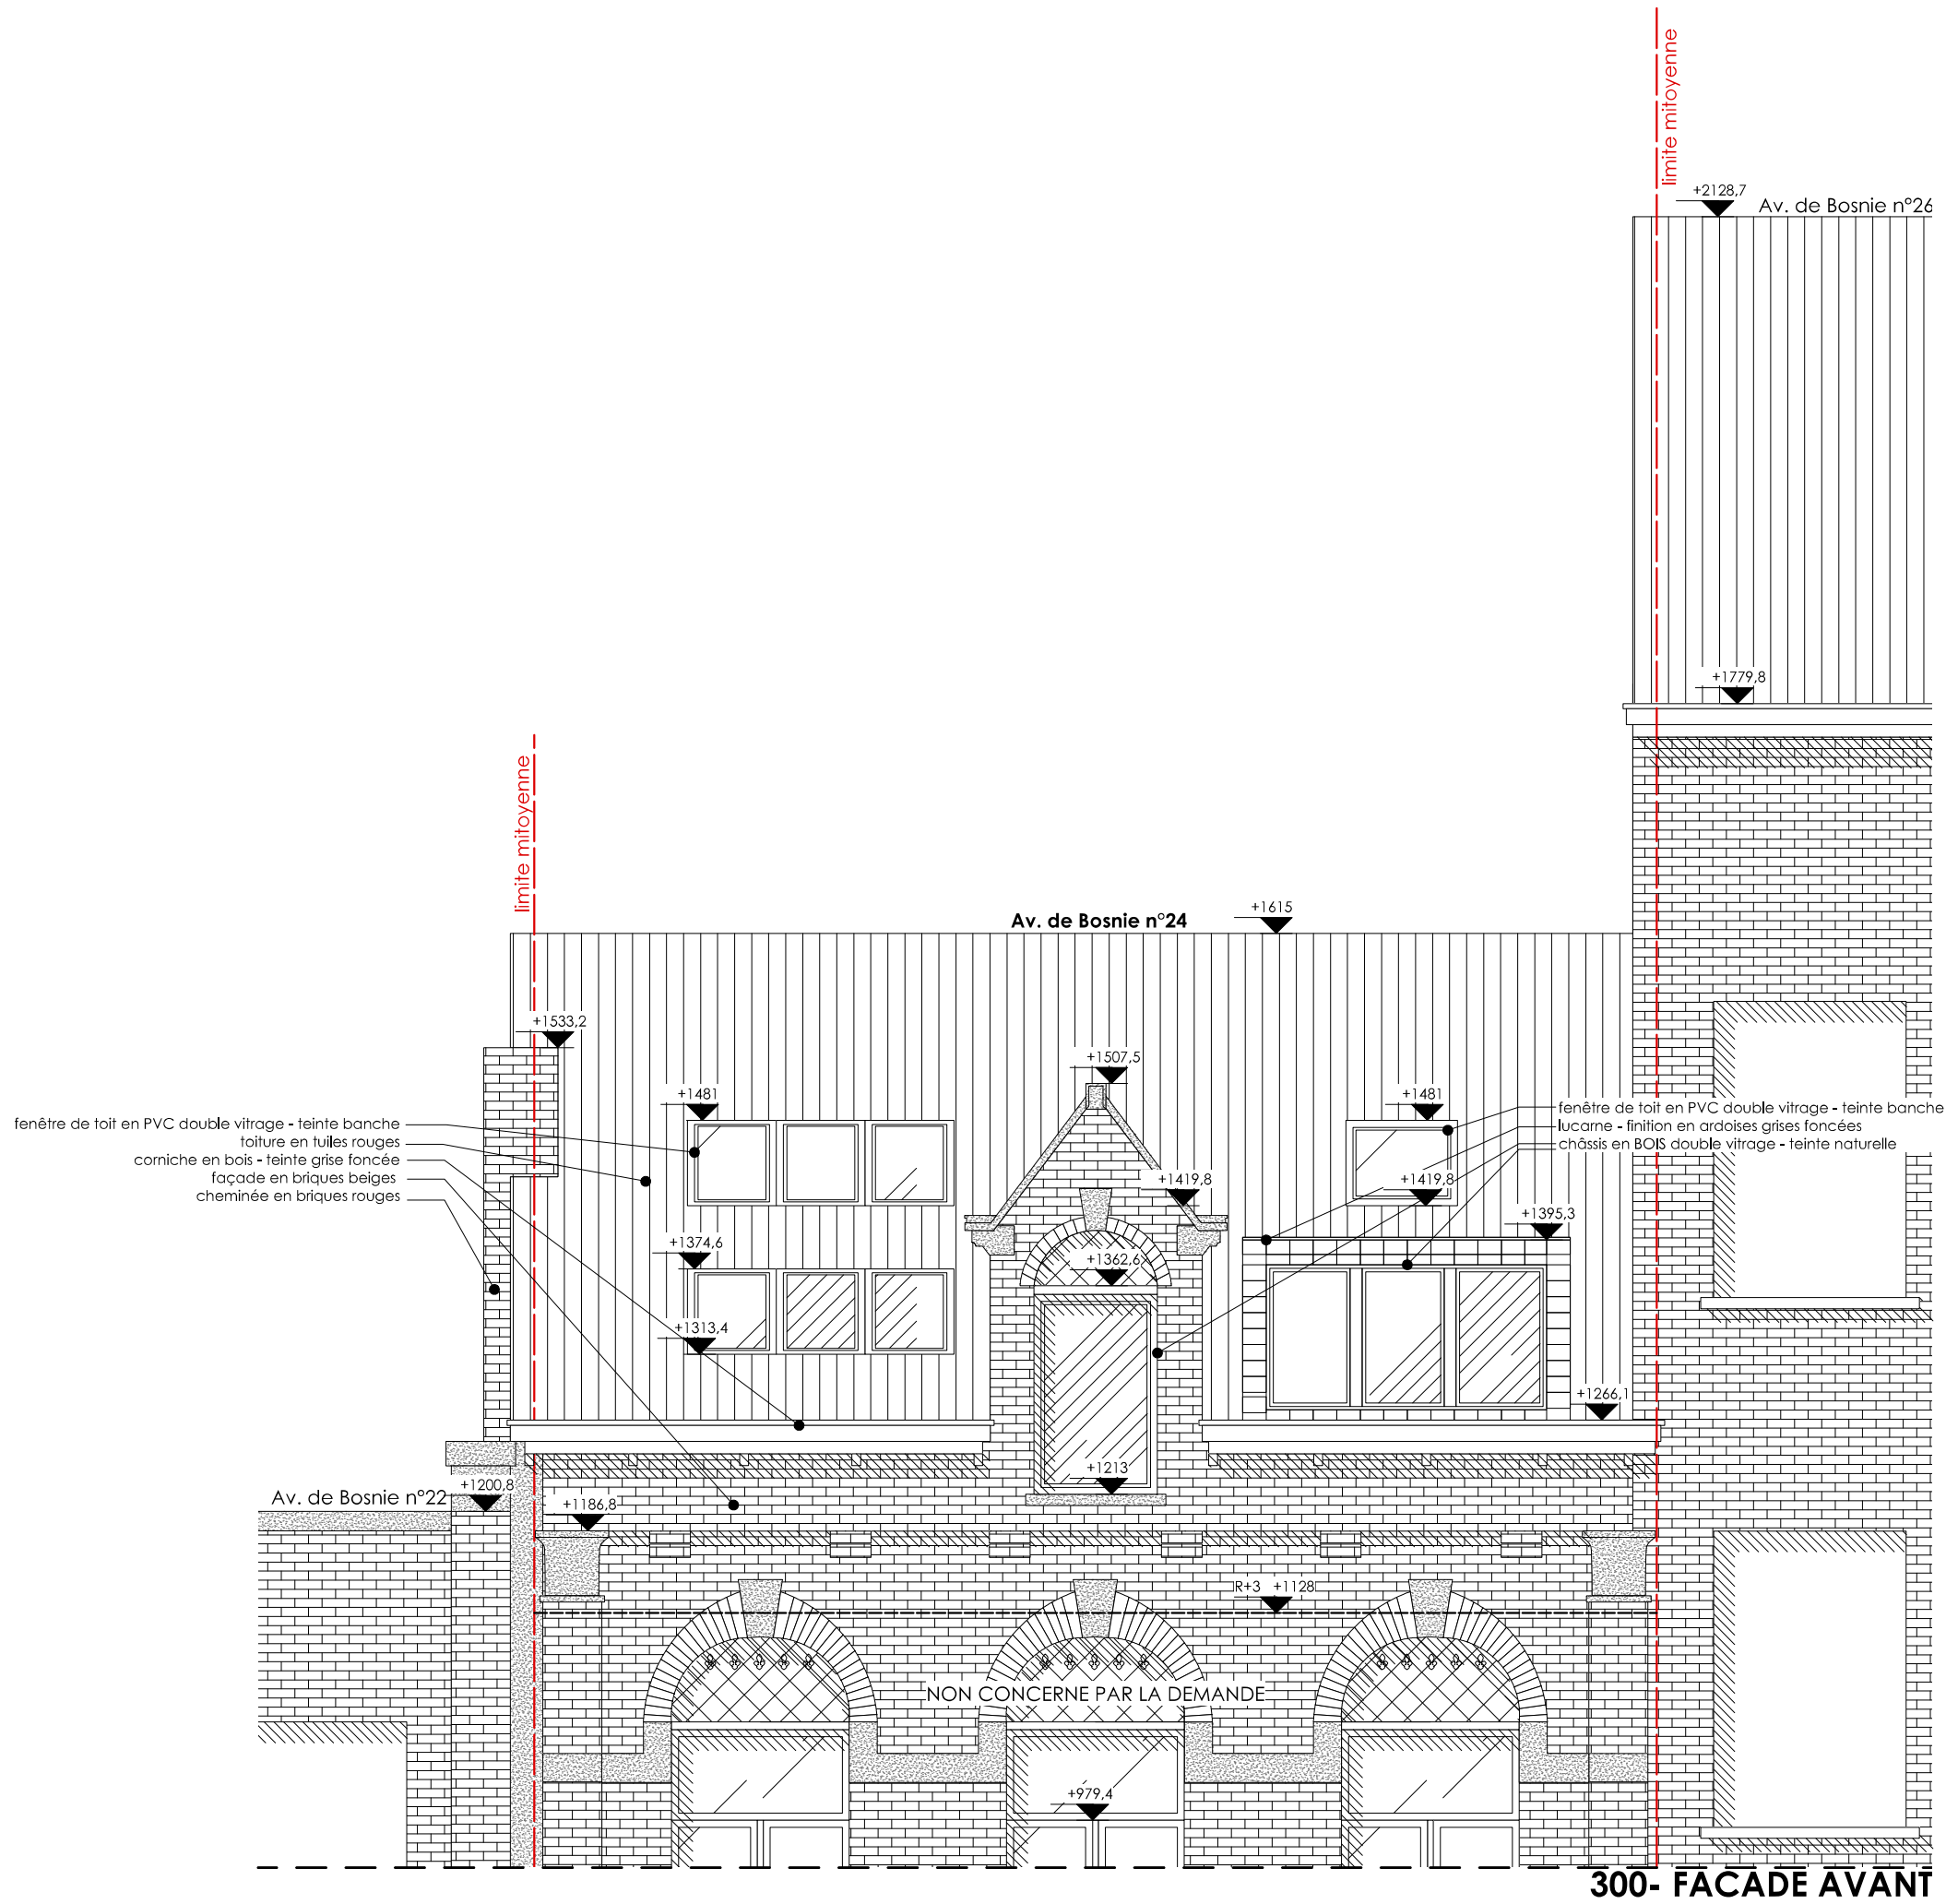 limite mitoyenne
+2128,7
Av. de Bosnie n°26
+1779,8
limite mitoyenne
Av. de Bosnie n°24
+1615
+1533,2
+1507,5
+1481
+1481
fenêtre de toit en PVC double vitrage - teinte banche
toiture en tuiles rouges
corniche en bois - teinte grise foncée
façade en briques beiges
cheminée en briques rouges
fenêtre de toit en PVC double vitrage - teinte banche
lucarne - finition en ardoises grises foncées
châssis en BOIS double vitrage - teinte naturelle
+1419,8
+1419,8
+1395,3
+1374,6
+1362,6
+1313,4
+1266,1
+1213
Av. de Bosnie n°22
+1200,8
+1186,8
R+3 +1128
NON CONCERNE PAR LA DEMANDE
+979,4
300- FACADE AVANT